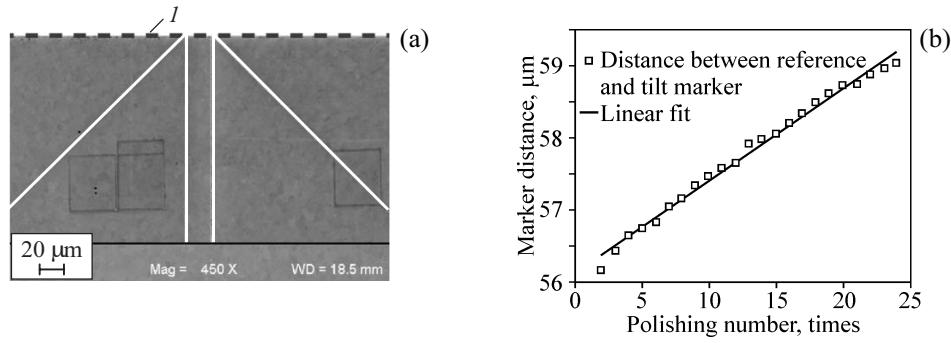 1
(a)
20 μm
Mag = 450 X
WD = 18.5 mm
(b)
Marker distance, μm
59
58
57
56
Distance between reference
and tilt marker
Linear fit
0
5
10
15
20
25
Polishing number, times